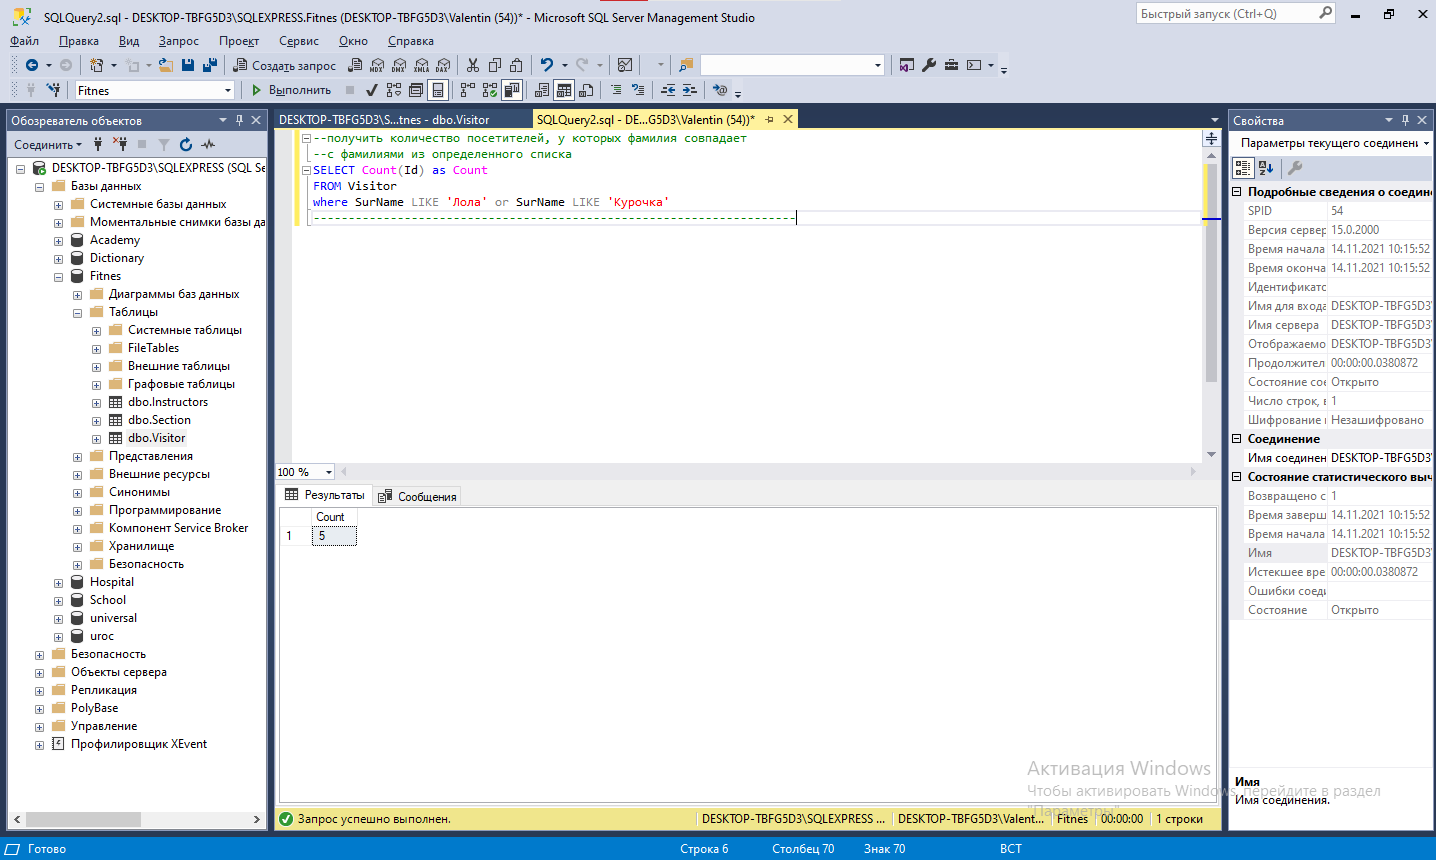 SQLQuery2.sql - DESKTOP-TBFG5D3\SQLEXPRESS.Fitnes (DESKTOP-TBFG5D3\Valentin (54))* - Microsoft SQL Server Management Studio
Быстрый запуск (Ctrl+Q)
Файл Правка Вид Запрос Проект Сервис Окно Справка
Создать запрос MDX DMX XMLA DAX
Fitnes Выполнить
Обозреватель объектов
Соединить
DESKTOP-TBFG5D3\SQLEXPRESS (SQL Se
Базы данных
Системные базы данных
Моментальные снимки базы да
Academy
Dictionary
Fitnes
Диаграммы баз данных
Таблицы
Системные таблицы
FileTables
Внешние таблицы
Графовые таблицы
dbo.Instructors
dbo.Section
dbo.Visitor
Представления
Внешние ресурсы
Синонимы
Программирование
Компонент Service Broker
Хранилище
Безопасность
Hospital
School
universal
uroc
Безопасность
Объекты сервера
Репликация
PolyBase
Управление
Профилировщик XEvent
DESKTOP-TBFG5D3\S...tnes - dbo.Visitor
SQLQuery2.sql - DE...G5D3\Valentin (54))*
--получить количество посетителей, у которых фамилия совпадает
--с фамилиями из определенного списка
SELECT Count(Id) as Count
FROM Visitor
where SurName LIKE 'Лола' or SurName LIKE 'Курочка'
---------------------------------------------------------------------
100 %
Результаты Сообщения
Count
1 5
Запрос успешно выполнен.
DESKTOP-TBFG5D3\SQLEXPRESS ... DESKTOP-TBFG5D3\Valent... Fitnes 00:00:00 1 строки
Свойства
Параметры текущего соединени
Подробные сведения о соедин
SPID 54
Версия сервер 15.0.2000
Время начала 14.11.2021 10:15:52
Время оконча 14.11.2021 10:15:52
Идентификато
Имя для входа DESKTOP-TBFG5D3\
Имя сервера DESKTOP-TBFG5D3\
Отображаемо DESKTOP-TBFG5D3\
Продолжител 00:00:00.0380872
Состояние сое Открыто
Число строк, в 1
Шифрование п Незашифровано
Соединение
Имя соединен DESKTOP-TBFG5D3\
Состояние статистического выч
Возвращено с 1
Время заверш 14.11.2021 10:15:52
Время начала 14.11.2021 10:15:52
Имя DESKTOP-TBFG5D3\
Истекшее вре 00:00:00.0380872
Ошибки соеди
Состояние Открыто
Имя
Имя соединения.
Активация Windows
Чтобы активировать Windows, перейдите в раздел
"Параметры".
Готово Строка 6 Столбец 70 Знак 70 ВСТ